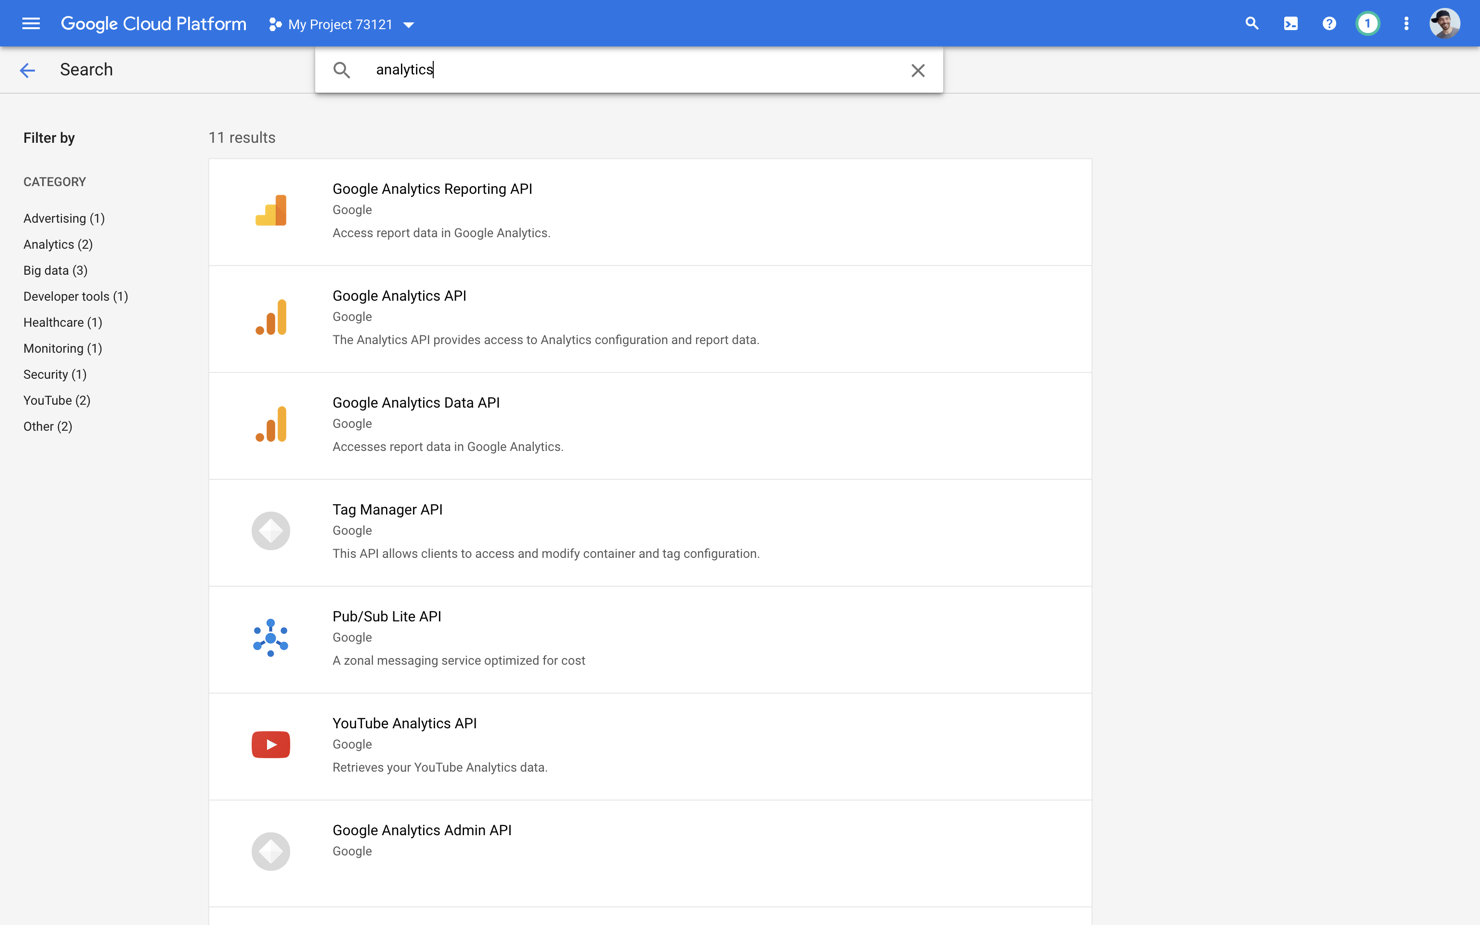 Google Cloud Platform
My Project 73121
1
Search
analytics
Filter by
CATEGORY
Advertising (1)
Analytics (2)
Big data (3)
Developer tools (1)
Healthcare (1)
Monitoring (1)
Security (1)
YouTube (2)
Other (2)
11 results
Google Analytics Reporting API
Google
Access report data in Google Analytics.
Google Analytics API
Google
The Analytics API provides access to Analytics configuration and report data.
Google Analytics Data API
Google
Accesses report data in Google Analytics.
Tag Manager API
Google
This API allows clients to access and modify container and tag configuration.
Pub/Sub Lite API
Google
A zonal messaging service optimized for cost
YouTube Analytics API
Google
Retrieves your YouTube Analytics data.
Google Analytics Admin API
Google